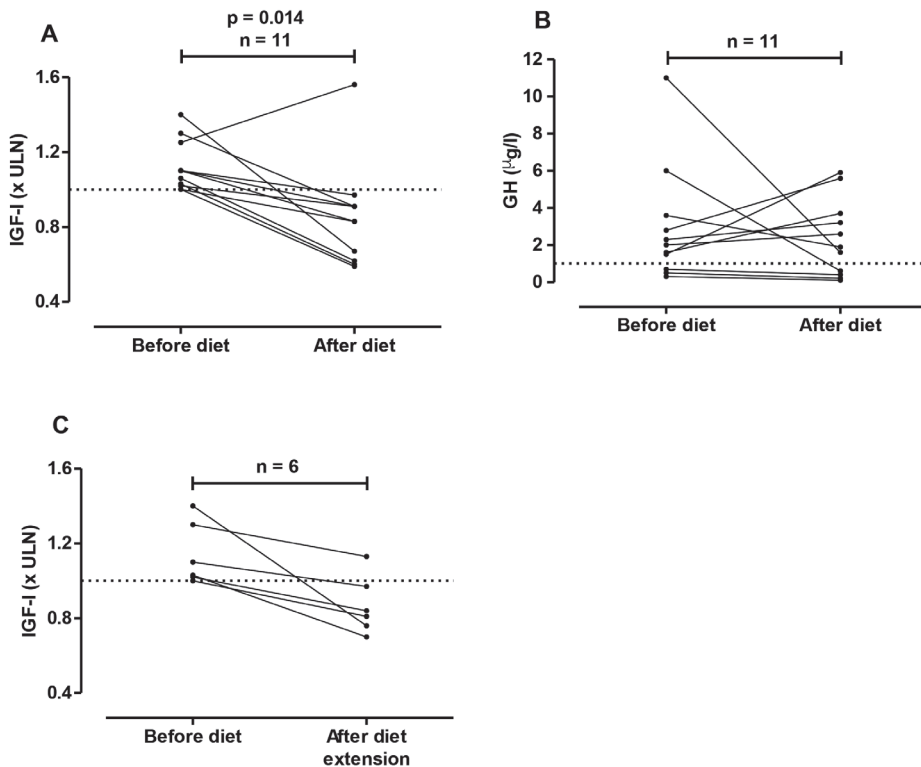 A
p = 0.014
n = 11
1.6
1.2
0.8
0.4
IGF-I (x ULN)
Before diet
After diet
B
n = 11
12
10
8
6
4
2
0
GH (µg/l)
Before diet
After diet
C
n = 6
1.6
1.2
0.8
0.4
IGF-I (x ULN)
Before diet
After diet
extension